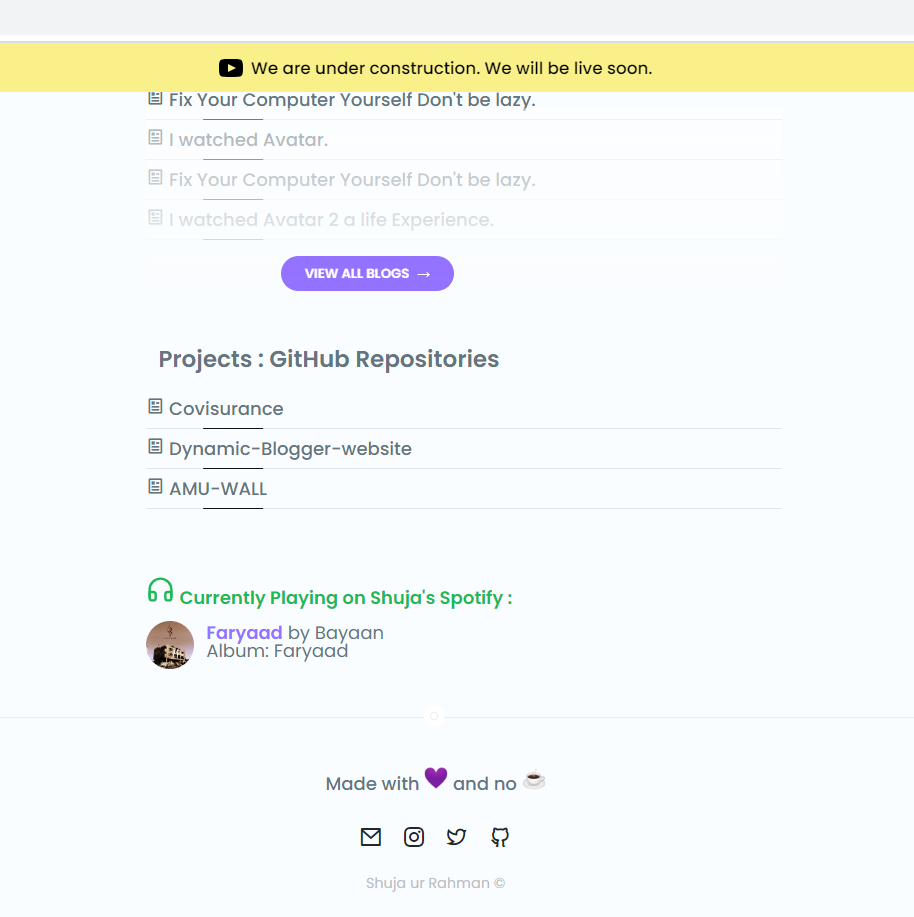 We are under construction. We will be live soon.
Fix Your Computer Yourself Don't be lazy.
I watched Avatar.
Fix Your Computer Yourself Don't be lazy.
I watched Avatar 2 a life Experience.
VIEW ALL BLOGS →
Projects : GitHub Repositories
Covisurance
Dynamic-Blogger-website
AMU-WALL
Currently Playing on Shuja's Spotify :
Faryaad by Bayaan
Album: Faryaad
Made with 💜 and no ☕
Shuja ur Rahman ©